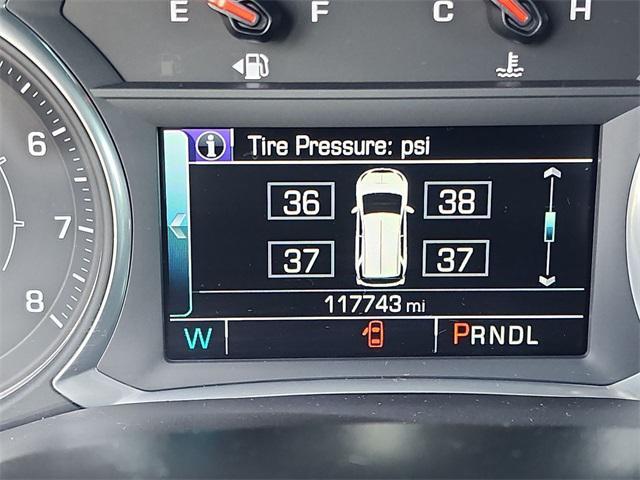 E F C H
Tire Pressure: psi
36 38
37 37
117743 mi
W PRNDL
6
7
8